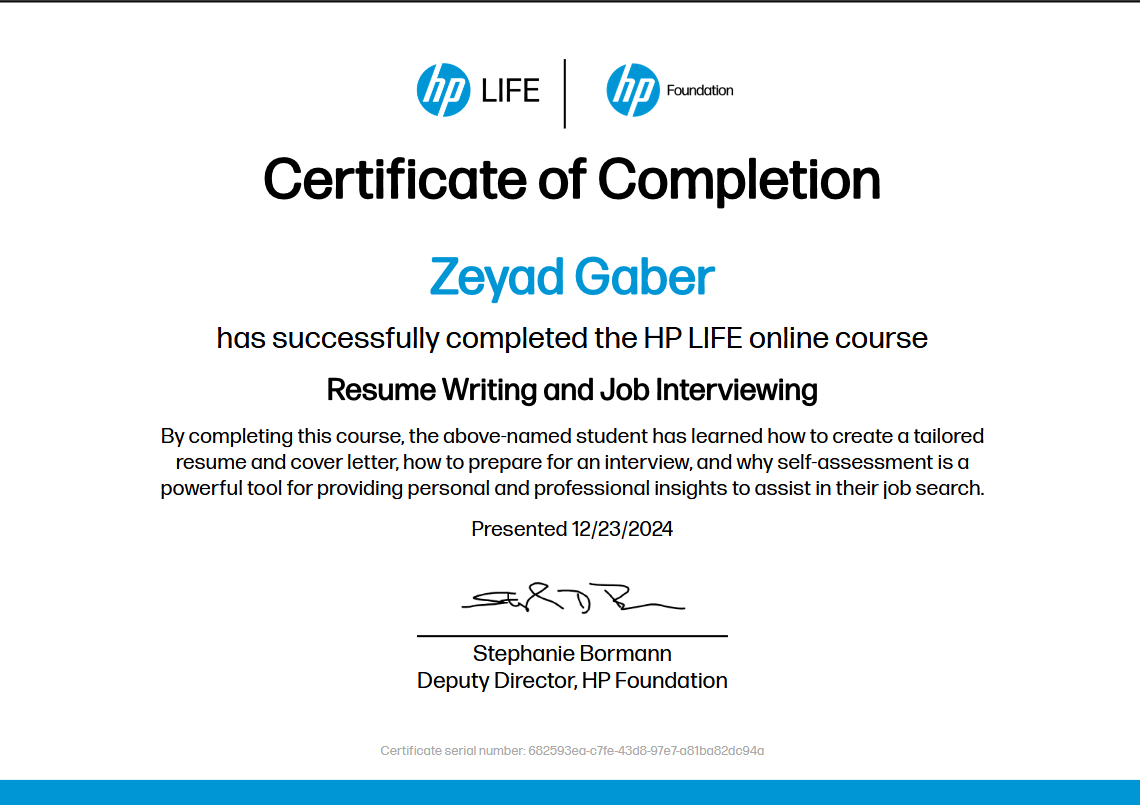 hp LIFE hp Foundation
Certificate of Completion
Zeyad Gaber
has successfully completed the HP LIFE online course
Resume Writing and Job Interviewing
By completing this course, the above-named student has learned how to create a tailored
resume and cover letter, how to prepare for an interview, and why self-assessment is a
powerful tool for providing personal and professional insights to assist in their job search.
Presented 12/23/2024
Stephanie Bormann
Deputy Director, HP Foundation
Certificate serial number: 682593ea-c7fe-43d8-97e7-a81ba82dc94a